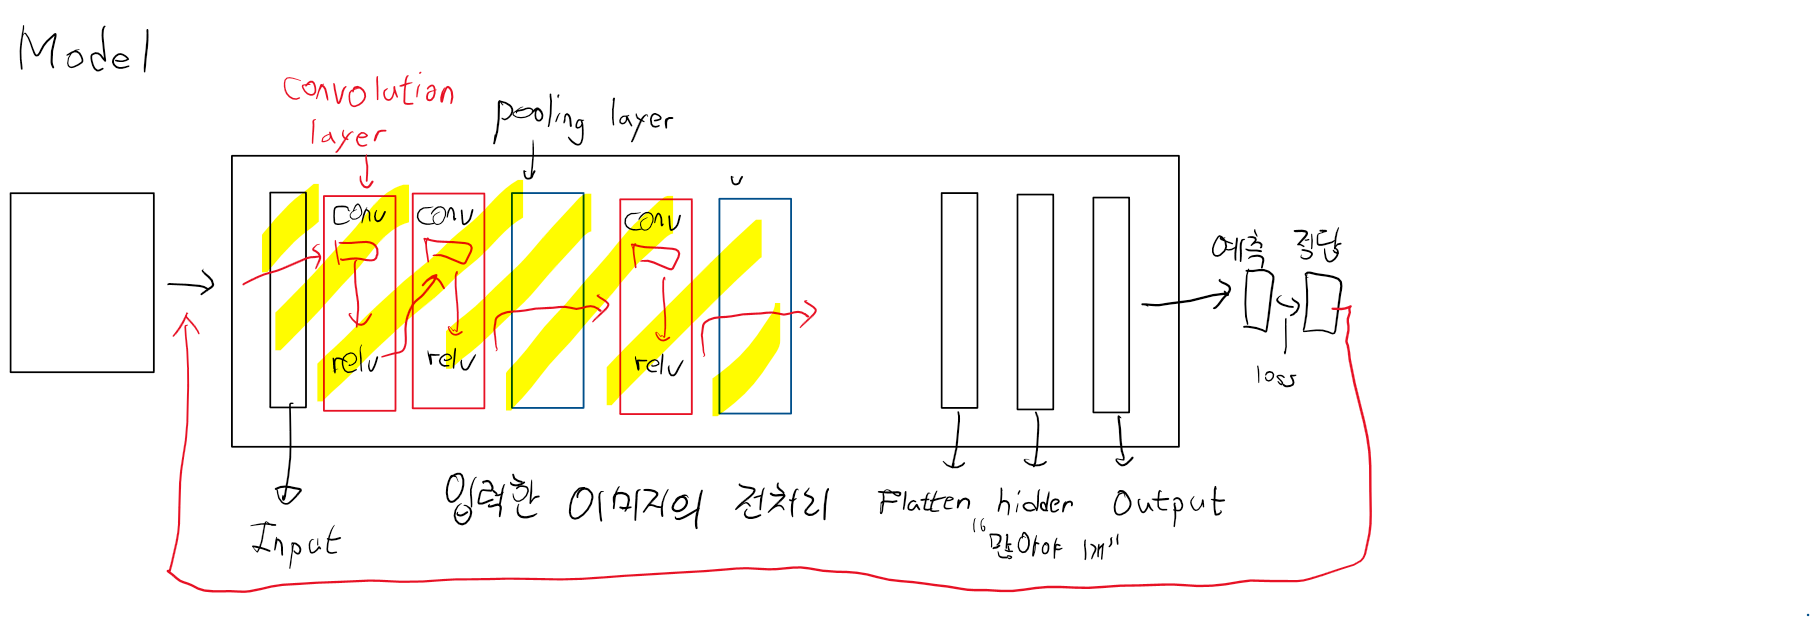 Model
Convolution
layer
pooling layer
conv
conv
conv
relu
relu
relu
예측
정답
loss
Input
입력한 이미지의 전처리
Flatten
hidden
Output
"많아야 1개"